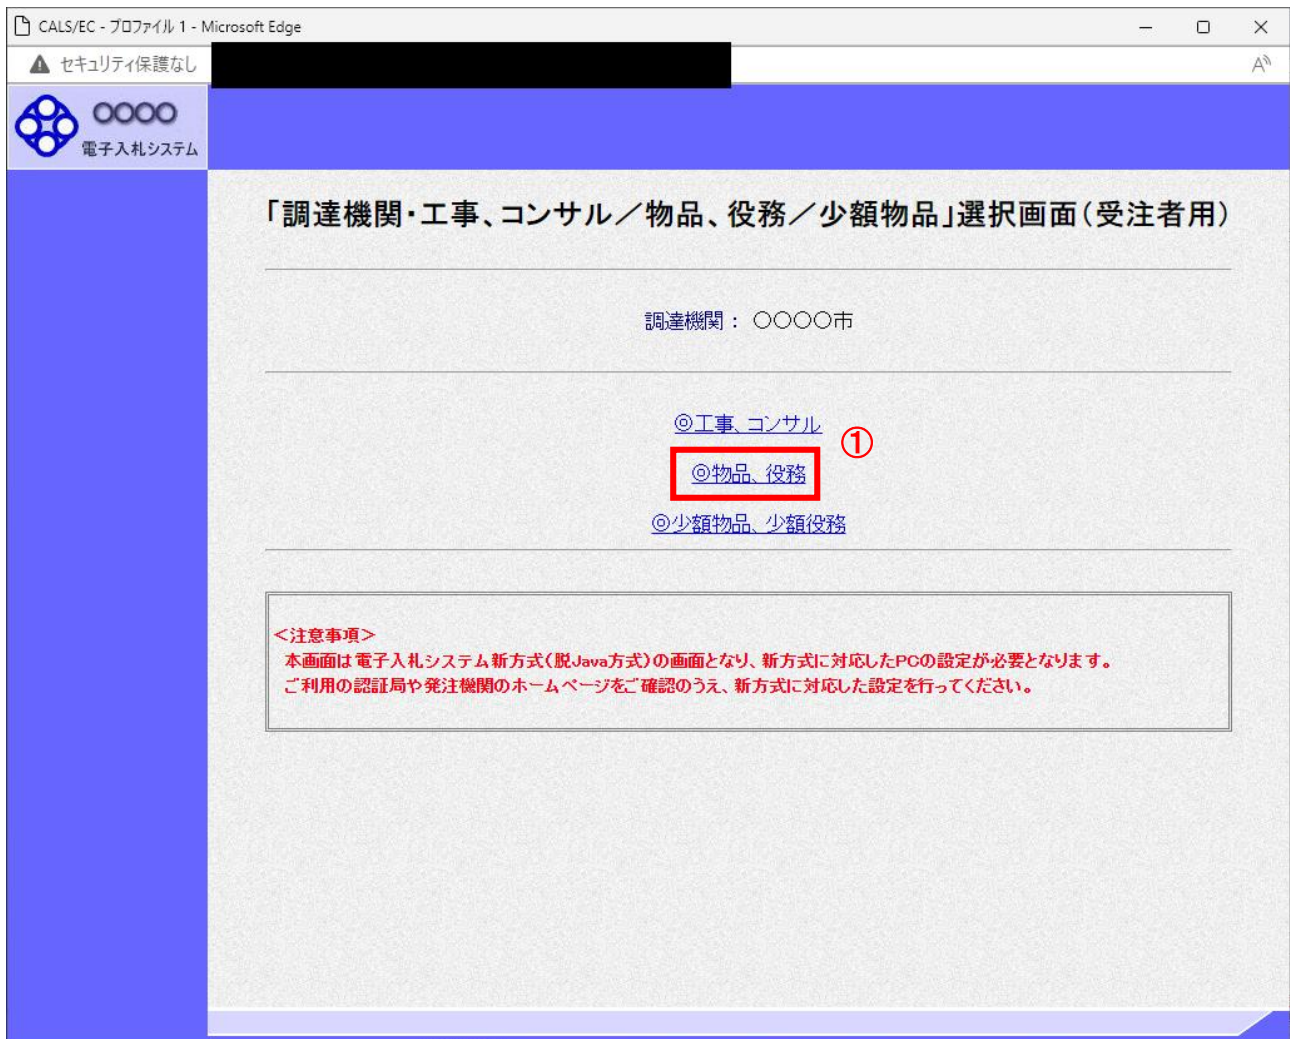 CALS/EC - プロファイル 1 - Microsoft Edge
セキュリティ保護なし
〇〇〇〇
電子入札システム
「調達機関・工事、コンサル／物品、役務／少額物品」選択画面（受注者用）
調達機関： 〇〇〇〇市
◎工事、コンサル
①
◎物品、役務
◎少額物品、少額役務
＜注意事項＞
本画面は電子入札システム新方式（脱Java方式）の画面となり、新方式に対応したPCの設定が必要となります。
ご利用の認証局や発注機関のホームページをご確認のうえ、新方式に対応した設定を行ってください。